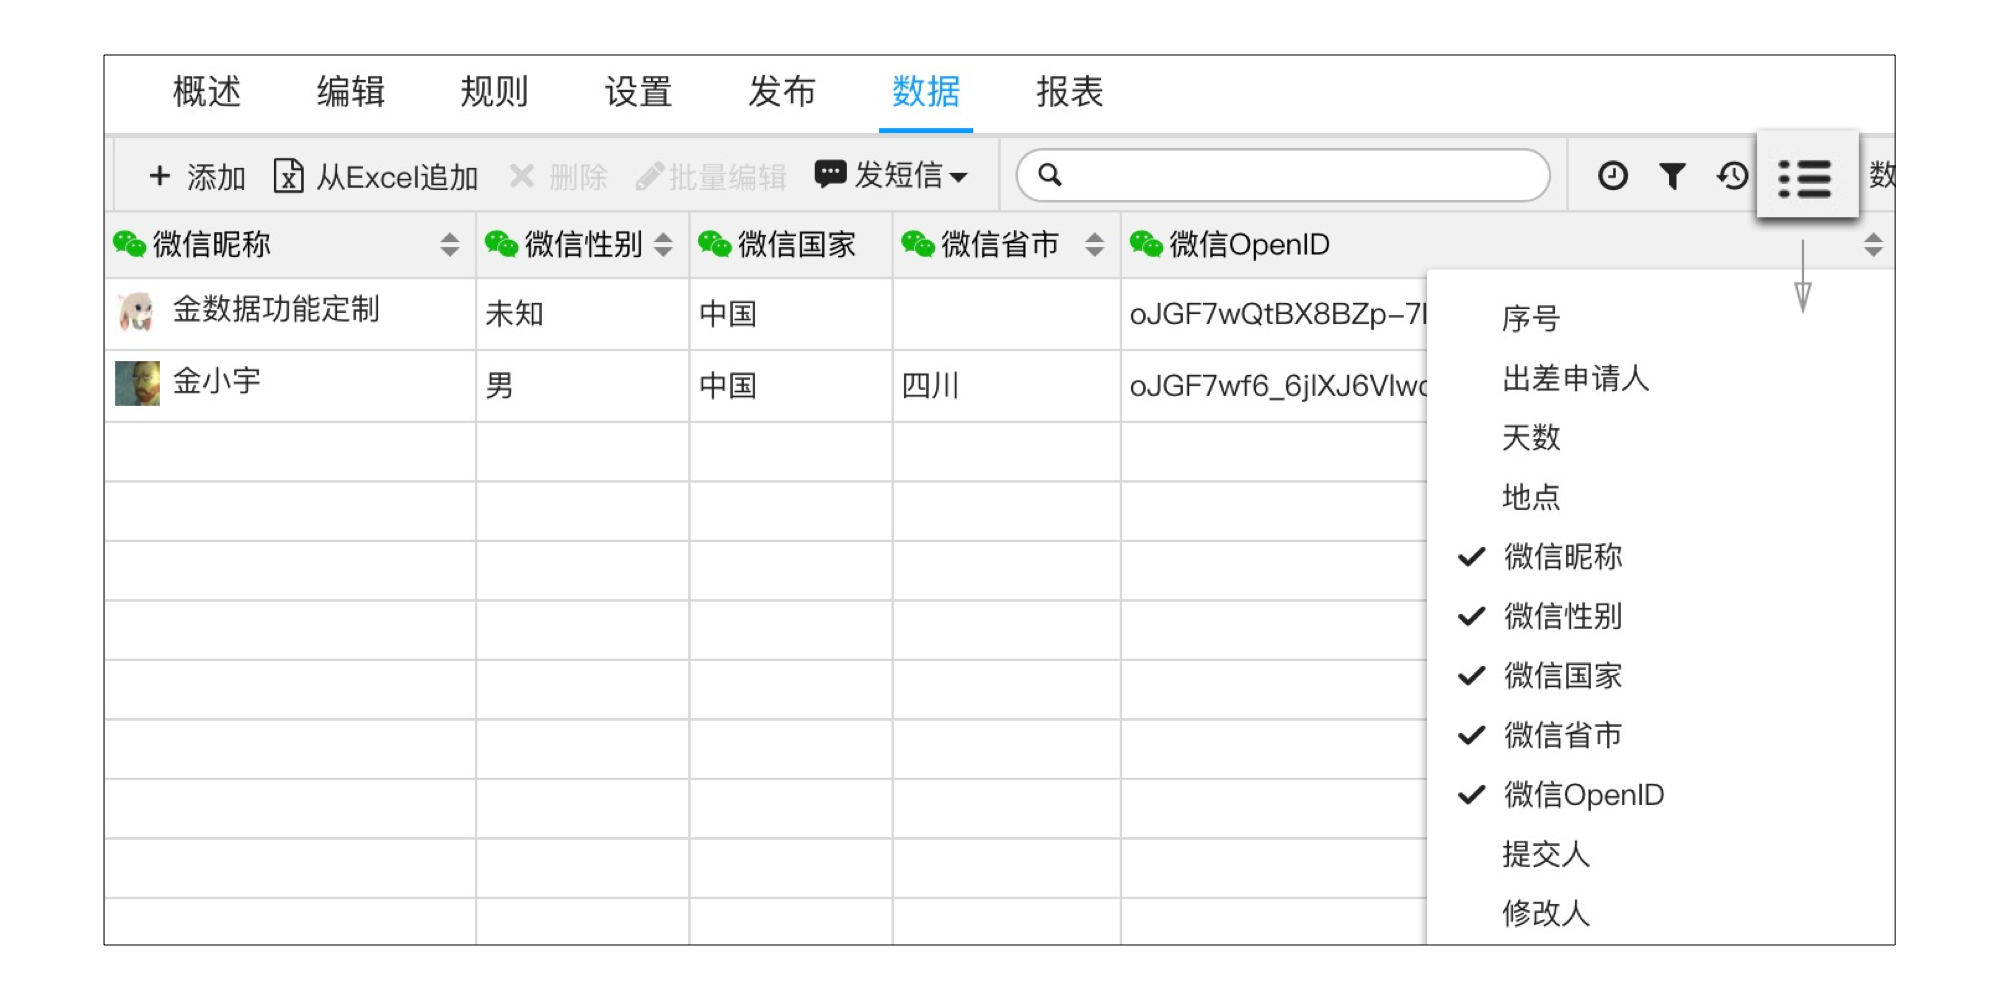 概述 编辑 规则 设置 发布 数据 报表
添加 从Excel追加 删除 批量编辑 发短信 数
微信昵称 微信性别 微信国家 微信省市 微信OpenID
金数据功能定制 未知 中国 oJGF7wQtBX8BZp-7
金小宇 男 中国 四川 oJGF7wf6_6jlXJ6Vlw
序号
出差申请人
天数
地点
微信昵称
微信性别
微信国家
微信省市
微信OpenID
提交人
修改人